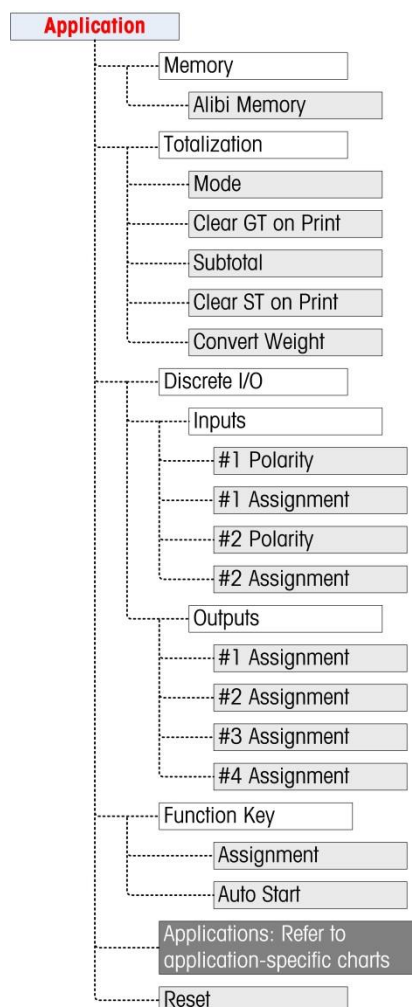 Application
Memory
Alibi Memory
Totalization
Mode
Clear GT on Print
Subtotal
Clear ST on Print
Convert Weight
Discrete I/O
Inputs
#1 Polarity
#1 Assignment
#2 Polarity
#2 Assignment
Outputs
#1 Assignment
#2 Assignment
#3 Assignment
#4 Assignment
Function Key
Assignment
Auto Start
Applications: Refer to
application-specific charts
Reset